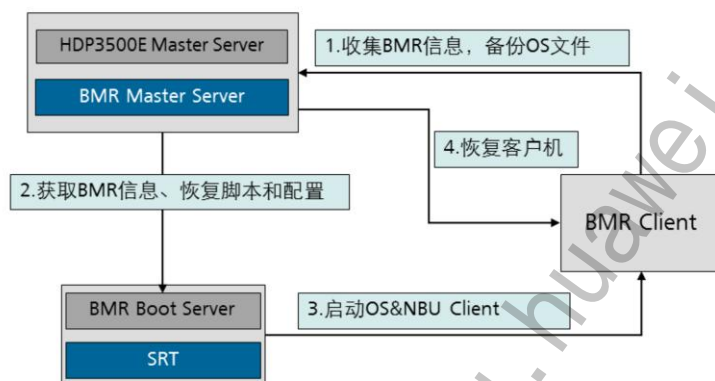 HDP3500E Master Server
BMR Master Server
1.收集BMR信息，备份OS文件
4.恢复客户机
2.获取BMR信息、恢复脚本和配置
BMR Client
BMR Boot Server
SRT
3.启动OS&NBU Client
.huawei